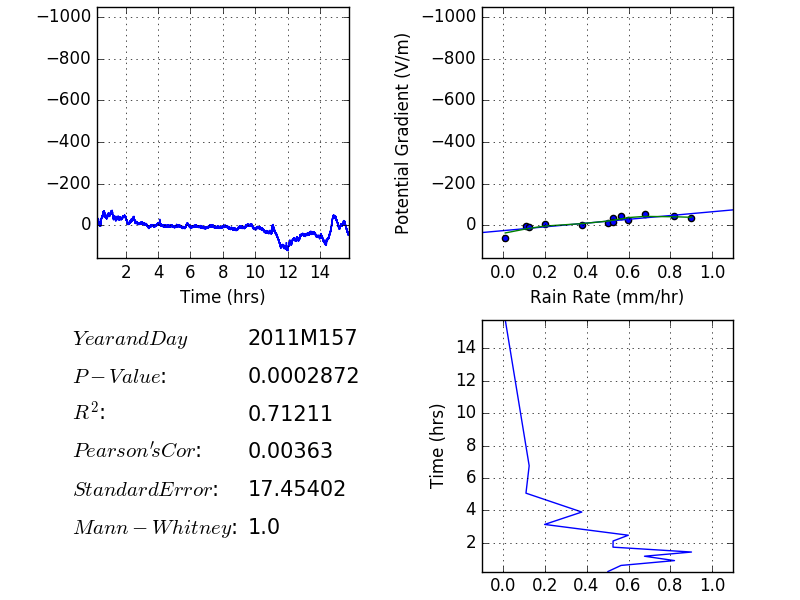 −1000
−800
−600
−400
−200
0
2 4 6 8 10 12 14
Time (hrs)
Potential Gradient (V/m)
−1000
−800
−600
−400
−200
0
0.0 0.2 0.4 0.6 0.8 1.0
Rain Rate (mm/hr)
YearandDay 2011M157
P−Value: 0.0002872
R²: 0.71211
Pearson'sCor: 0.00363
StandardError: 17.45402
Mann−Whitney: 1.0
Time (hrs)
14
12
10
8
6
4
2
0.0 0.2 0.4 0.6 0.8 1.0